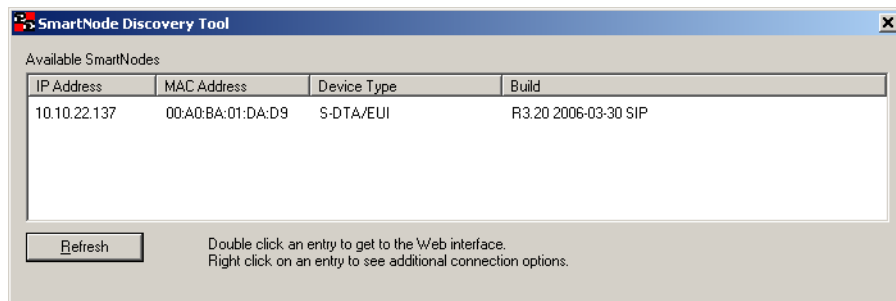 SmartNode Discovery Tool
Available SmartNodes
IP Address MAC Address Device Type Build
10.10.22.137 00:A0:BA:01:DA:D9 S-DTA/EUI R3.20 2006-03-30 SIP
Refresh
Double click an entry to get to the Web interface.
Right click on an entry to see additional connection options.